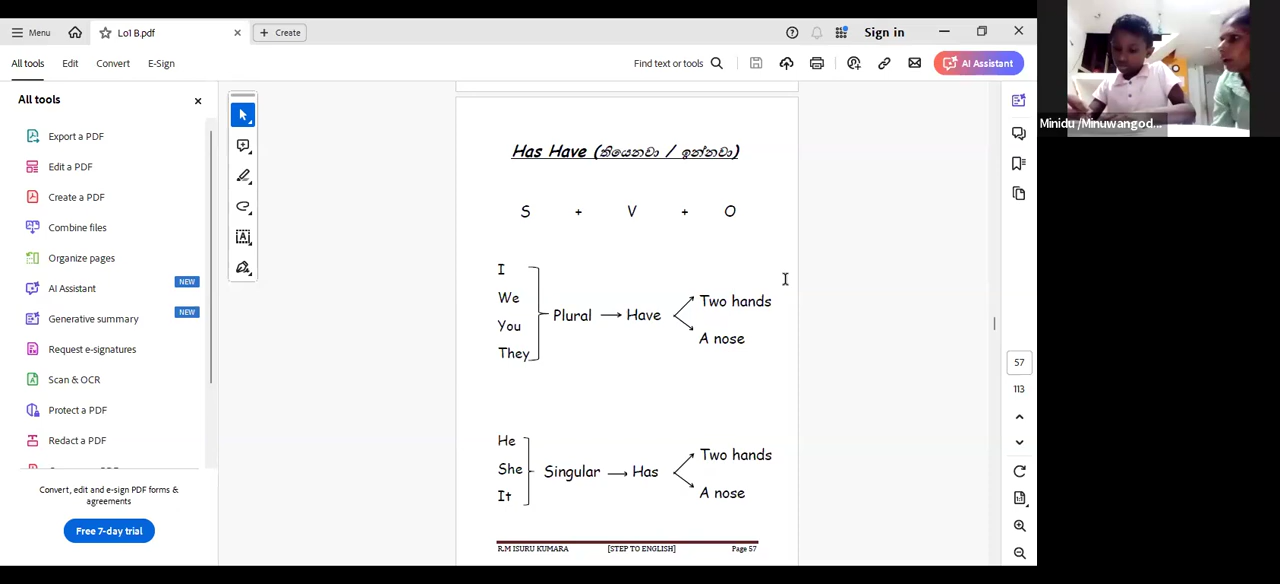 Menu
Lo1 B.pdf
Create
Sign in
All tools
Edit
Convert
E-Sign
Find text or tools
AI Assistant
All tools
Export a PDF
Edit a PDF
Create a PDF
Combine files
Organize pages
AI Assistant
NEW
Generative summary
NEW
Request e-signatures
Scan & OCR
Protect a PDF
Redact a PDF
Convert, edit and e-sign PDF forms &
agreements
Free 7-day trial
Has Have (තියෙනවා / ඉන්නවා)
S + V + O
I
We
You
They
Plural → Have
Two hands
A nose
He
She
It
Singular → Has
Two hands
A nose
R.M ISURU KUMARA [STEP TO ENGLISH] Page 57
57
113
Minidu /Minuwangod...